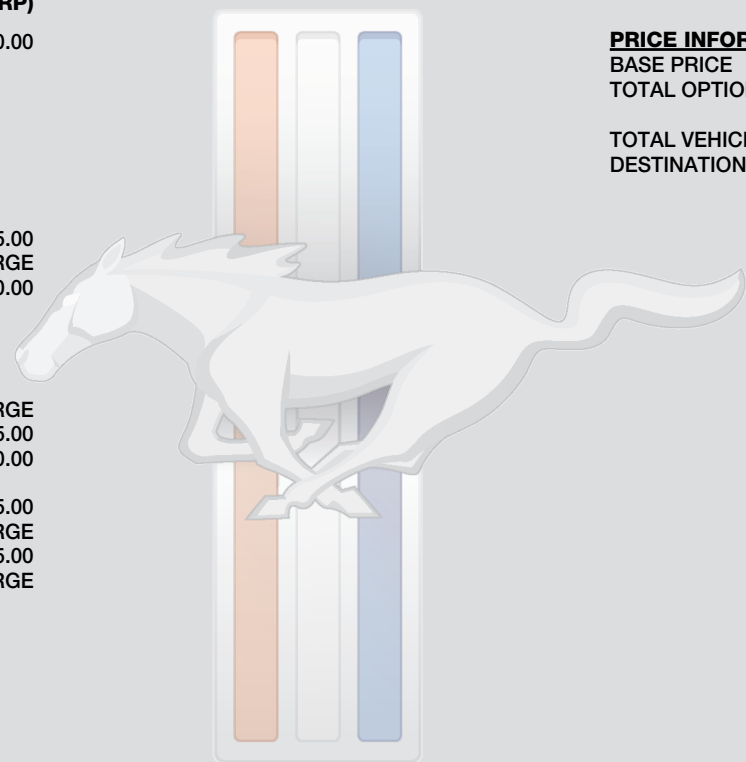 RP)
0.00
5.00
RGE
0.00
RGE
5.00
0.00
5.00
RGE
5.00
RGE
PRICE INFOR
BASE PRICE
TOTAL OPTIO
TOTAL VEHIC
DESTINATION